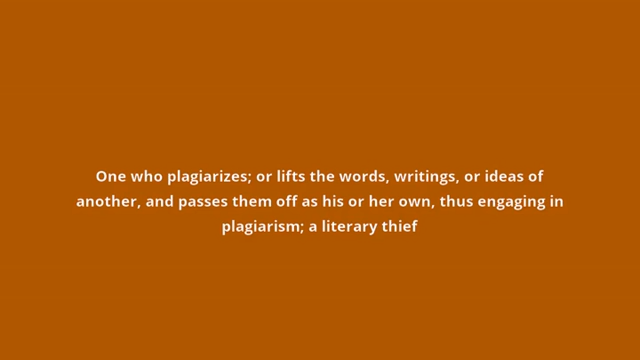 One who plagiarizes; or lifts the words, writings, or ideas of
another, and passes them off as his or her own, thus engaging in
plagiarism; a literary thief